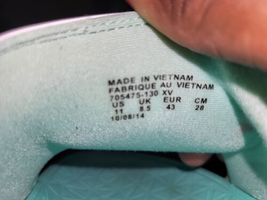 MADE IN VIETNAM
FABRIQUE AU VIETNAM
705475-130 XV
US UK EUR CM
11 8.5 43 28
10/08/14